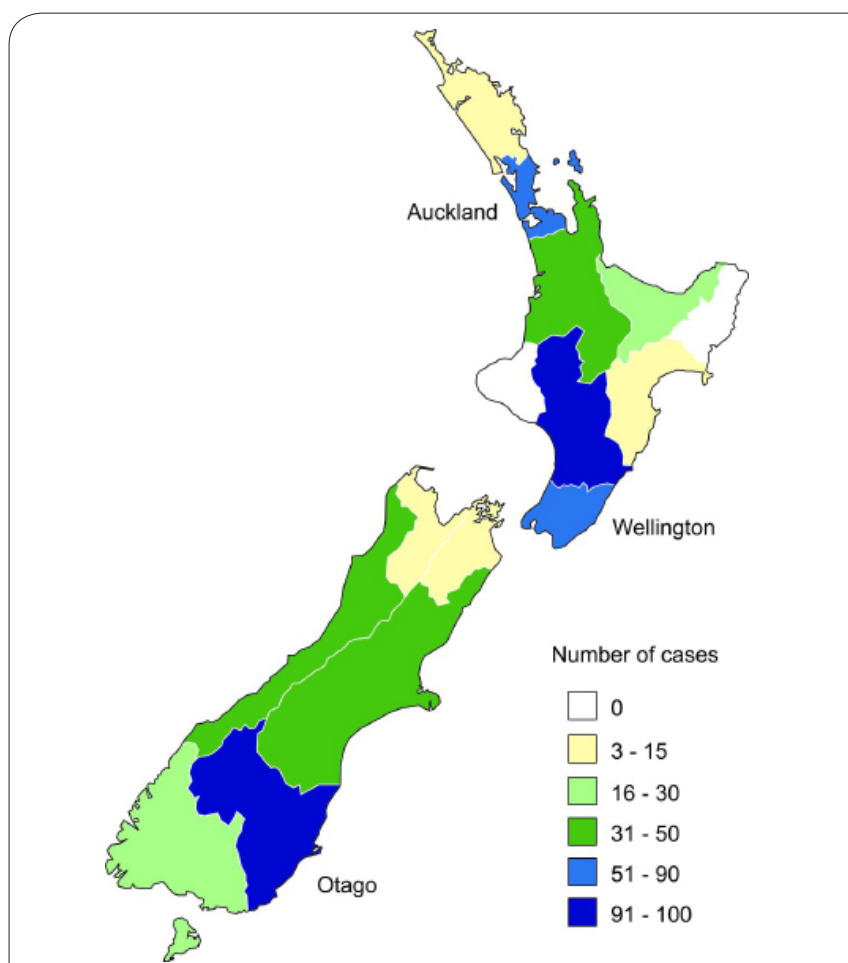 Auckland
Wellington
Number of cases
0
3 - 15
16 - 30
31 - 50
51 - 90
91 - 100
Otago